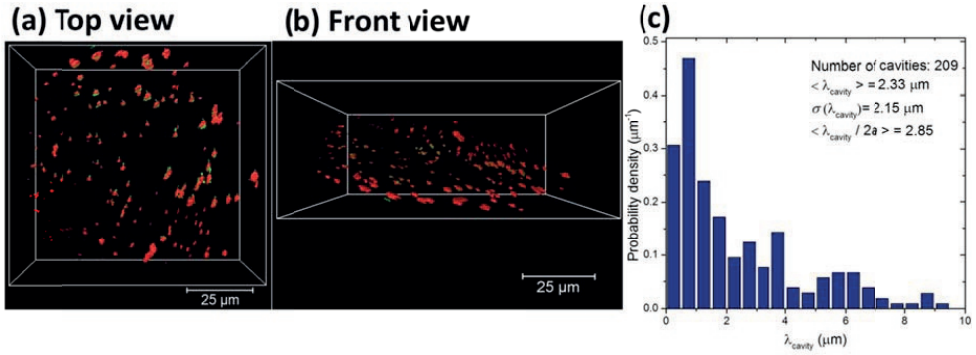 (a) Top view
25 µm
(b) Front view
25 µm
(c)
Probability density (µm⁻¹)
0.5
0.4
0.3
0.2
0.1
0.0
Number of cavities: 209
< λcavity > = 2.33 µm
σ(λcavity) = 2.15 µm
< λcavity / 2a > = 2.85
0 2 4 6 8 10
λcavity (µm)